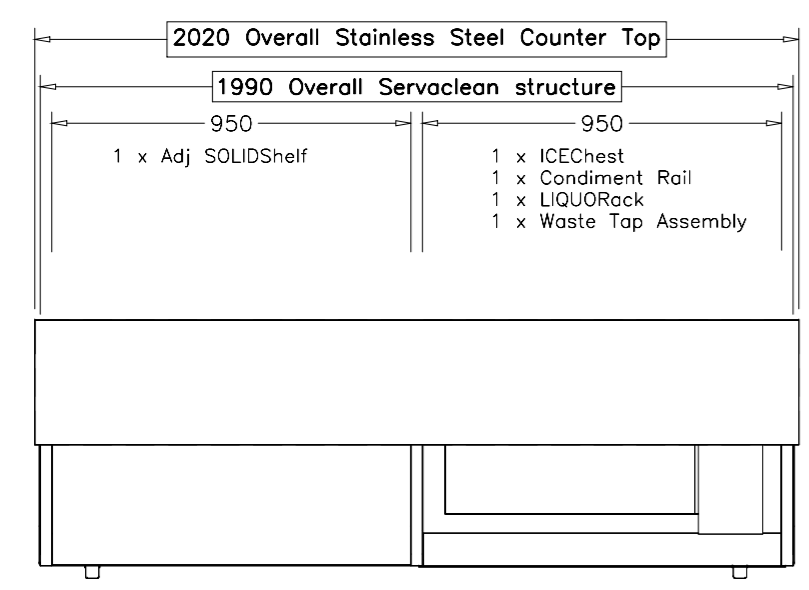 2020 Overall Stainless Steel Counter Top
1990 Overall Servaclean structure
950
950
1 x Adj SOLIDShelf
1 x ICEChest
1 x Condiment Rail
1 x LIQUORack
1 x Waste Tap Assembly